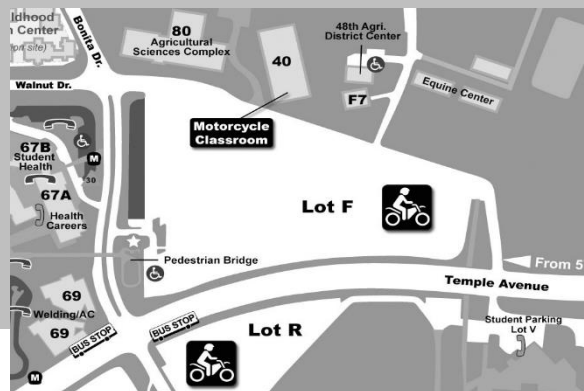 ldhood
n Center
Bonita Dr.
80
Agricultural
Sciences Complex
40
48th Agri.
District Center
F7
Equine Center
Walnut Dr.
Motorcycle
Classroom
67B
Student
Health
M
30
67A
Health
Careers
Lot F
Pedestrian Bridge
From 5
Temple Avenue
69
Welding/AC
69
BUS STOP
BUS STOP
Lot R
Student Parking
Lot V
M